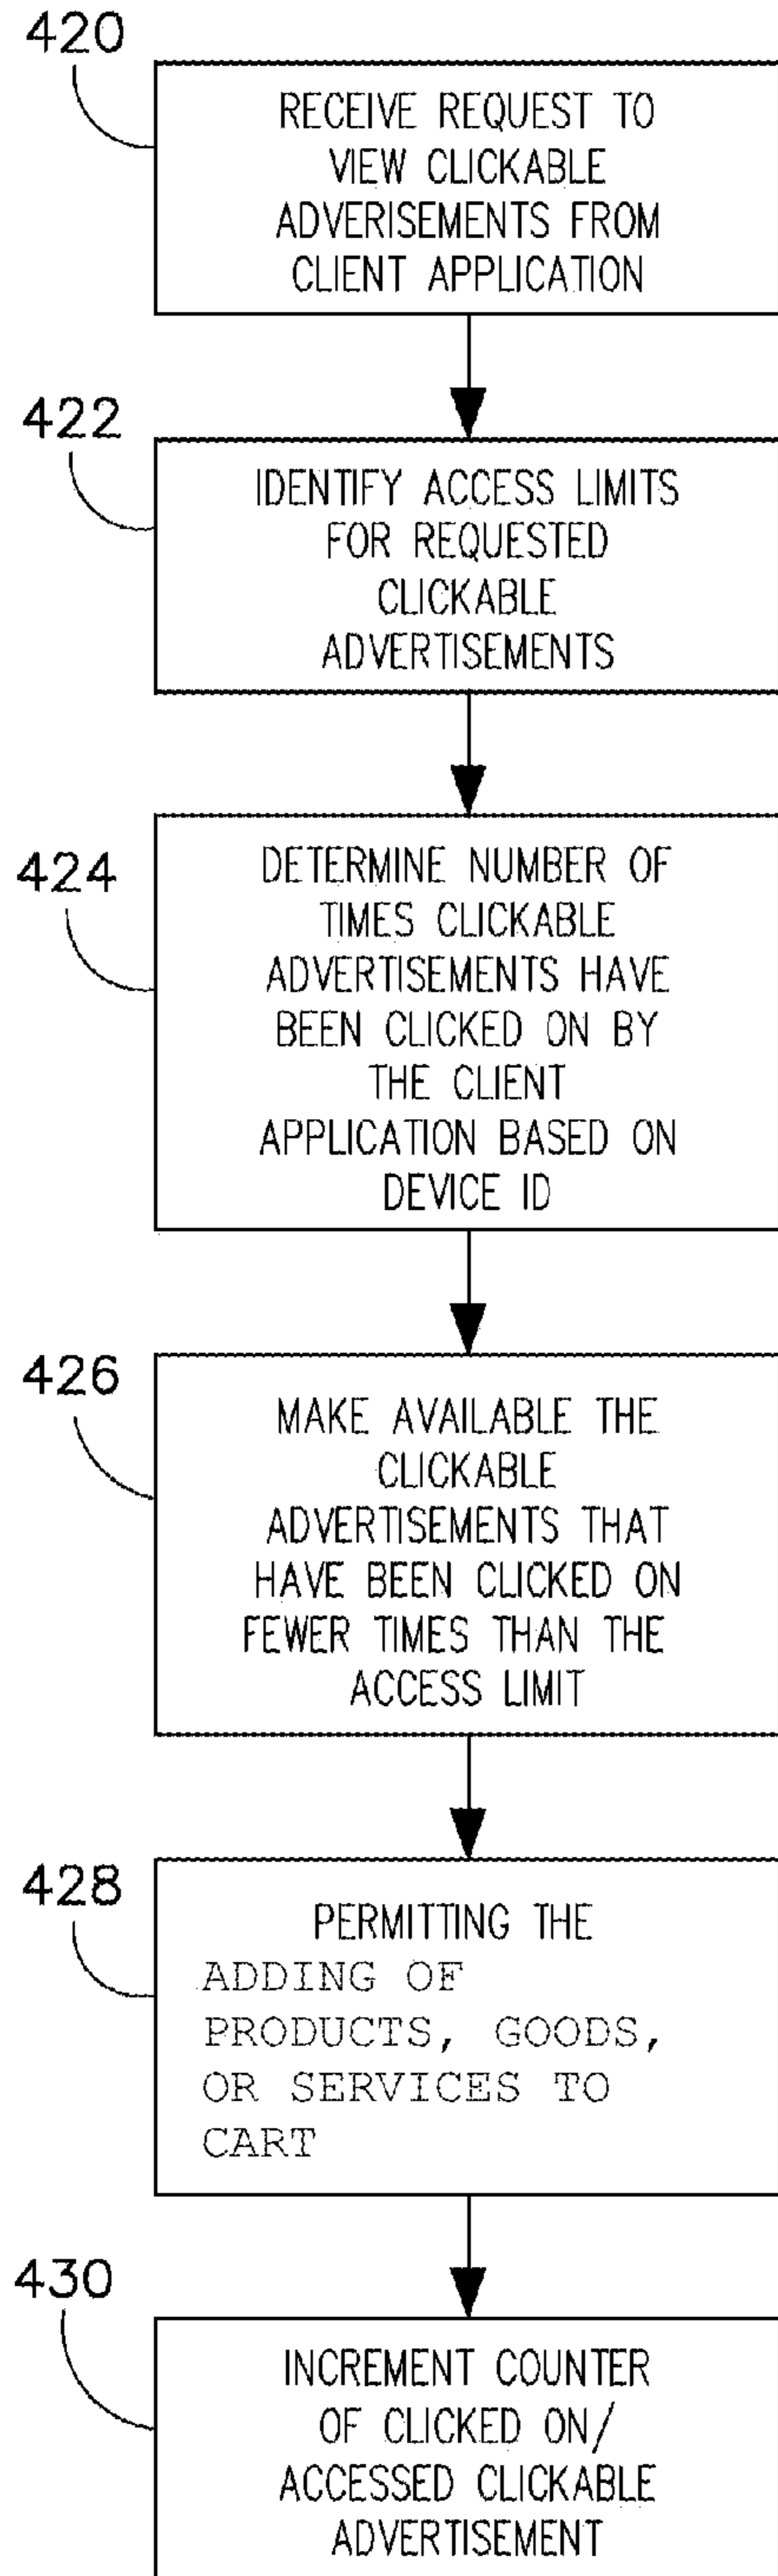 420
RECEIVE REQUEST TO
VIEW CLICKABLE
ADVERISEMENTS FROM
CLIENT APPLICATION
422
IDENTIFY ACCESS LIMITS
FOR REQUESTED
CLICKABLE
ADVERTISEMENTS
424
DETERMINE NUMBER OF
TIMES CLICKABLE
ADVERTISEMENTS HAVE
BEEN CLICKED ON BY
THE CLIENT
APPLICATION BASED ON
DEVICE ID
426
MAKE AVAILABLE THE
CLICKABLE
ADVERTISEMENTS THAT
HAVE BEEN CLICKED ON
FEWER TIMES THAN THE
ACCESS LIMIT
428
PERMITTING THE
ADDING OF
PRODUCTS, GOODS,
OR SERVICES TO
CART
430
INCREMENT COUNTER
OF CLICKED ON/
ACCESSED CLICKABLE
ADVERTISEMENT